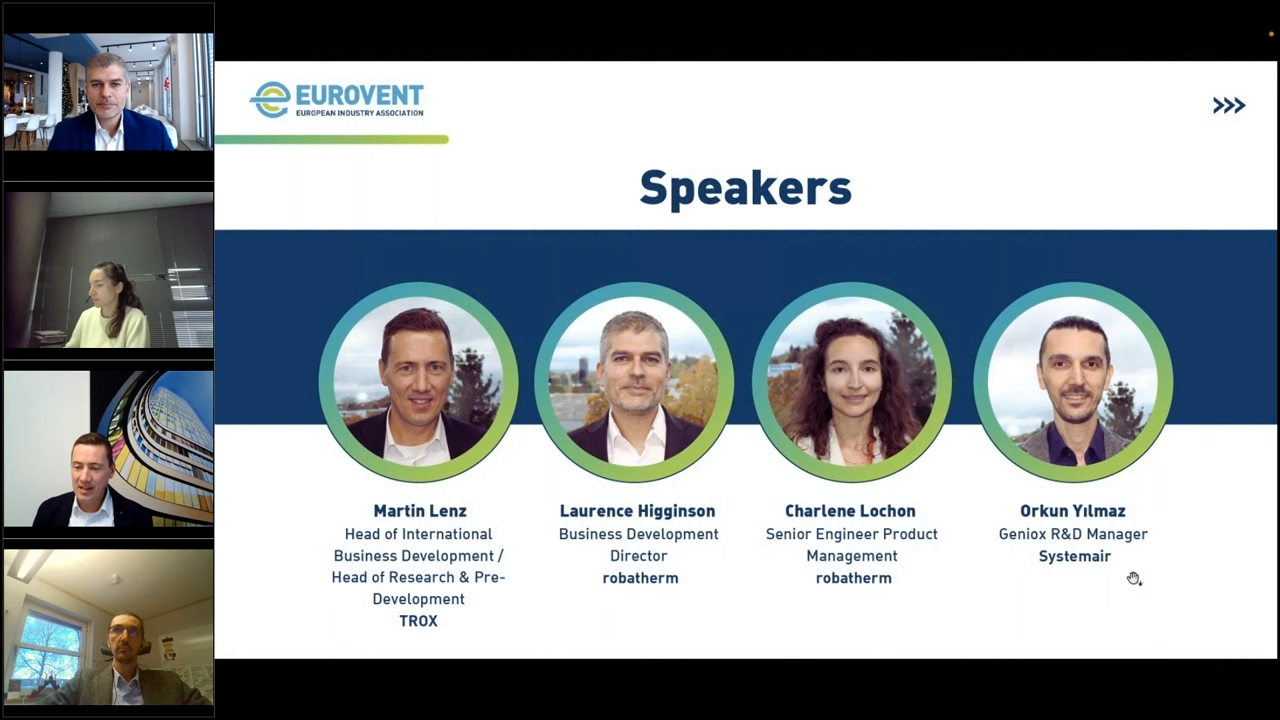 EUROVENT
EUROPEAN INDUSTRY ASSOCIATION
Speakers
Martin Lenz
Head of International
Business Development /
Head of Research & Pre-
Development
TROX
Laurence Higginson
Business Development
Director
robatherm
Charlene Lochon
Senior Engineer Product
Management
robatherm
Orkun Yılmaz
Geniox R&D Manager
Systemair